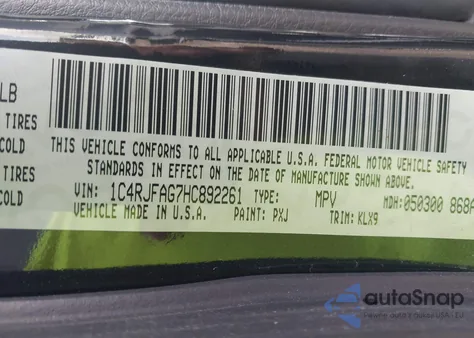 LB
TIRES
COLD
TIRES
COLD
THIS VEHICLE CONFORMS TO ALL APPLICABLE U.S.A. FEDERAL MOTOR VEHICLE SAFETY
STANDARDS IN EFFECT ON THE DATE OF MANUFACTURE SHOWN ABOVE.
VIN: 1C4RJFAG7HC892261 TYPE: MPV MDH: 050300 868A
VEHICLE MADE IN U.S.A. PAINT: PXJ TRIM: KLX9
autoSnap